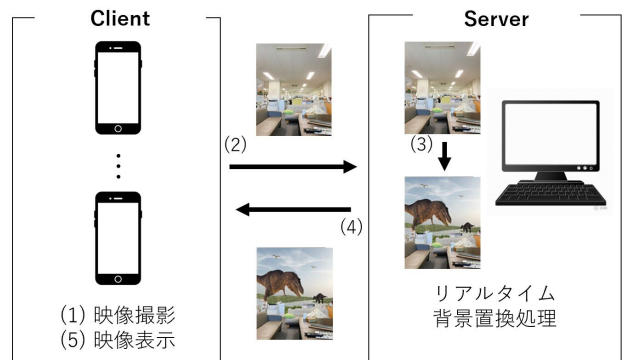 Client
Server
(2)
(3)
(4)
(1) 映像撮影
(5) 映像表示
リアルタイム
背景置換処理